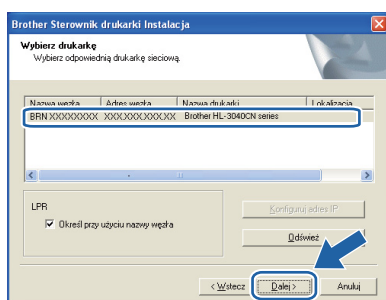 Brother Sterownik drukarki Instalacja
Wybierz drukarkę
Wybierz odpowiednią drukarkę sieciową.
Nazwa węzła Adres węzła Nazwa drukarki Lokalizacja
BRN XXXXXXXX XXX.XXX.XXX.XX Brother HL-3040CN series
LPR
Określ przy użyciu nazwy węzła
Konfiguruj adres IP
Odśwież
< Wstecz Dalej > Anuluj